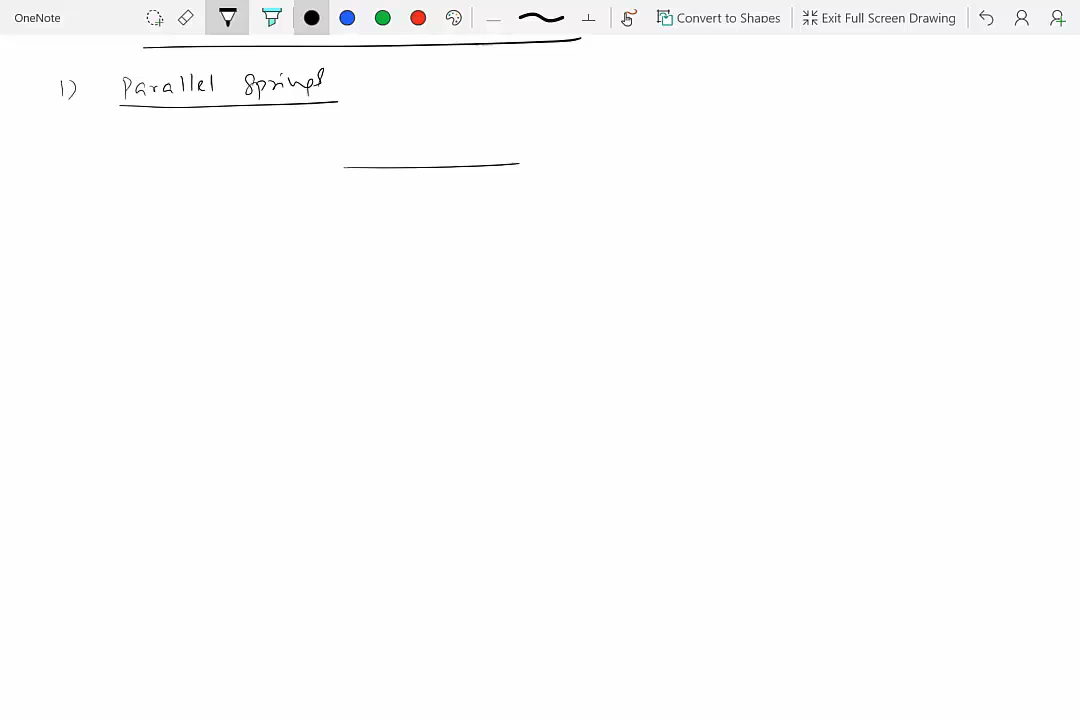 OneNote
Convert to Shapes
Exit Full Screen Drawing
1) Parallel Springs